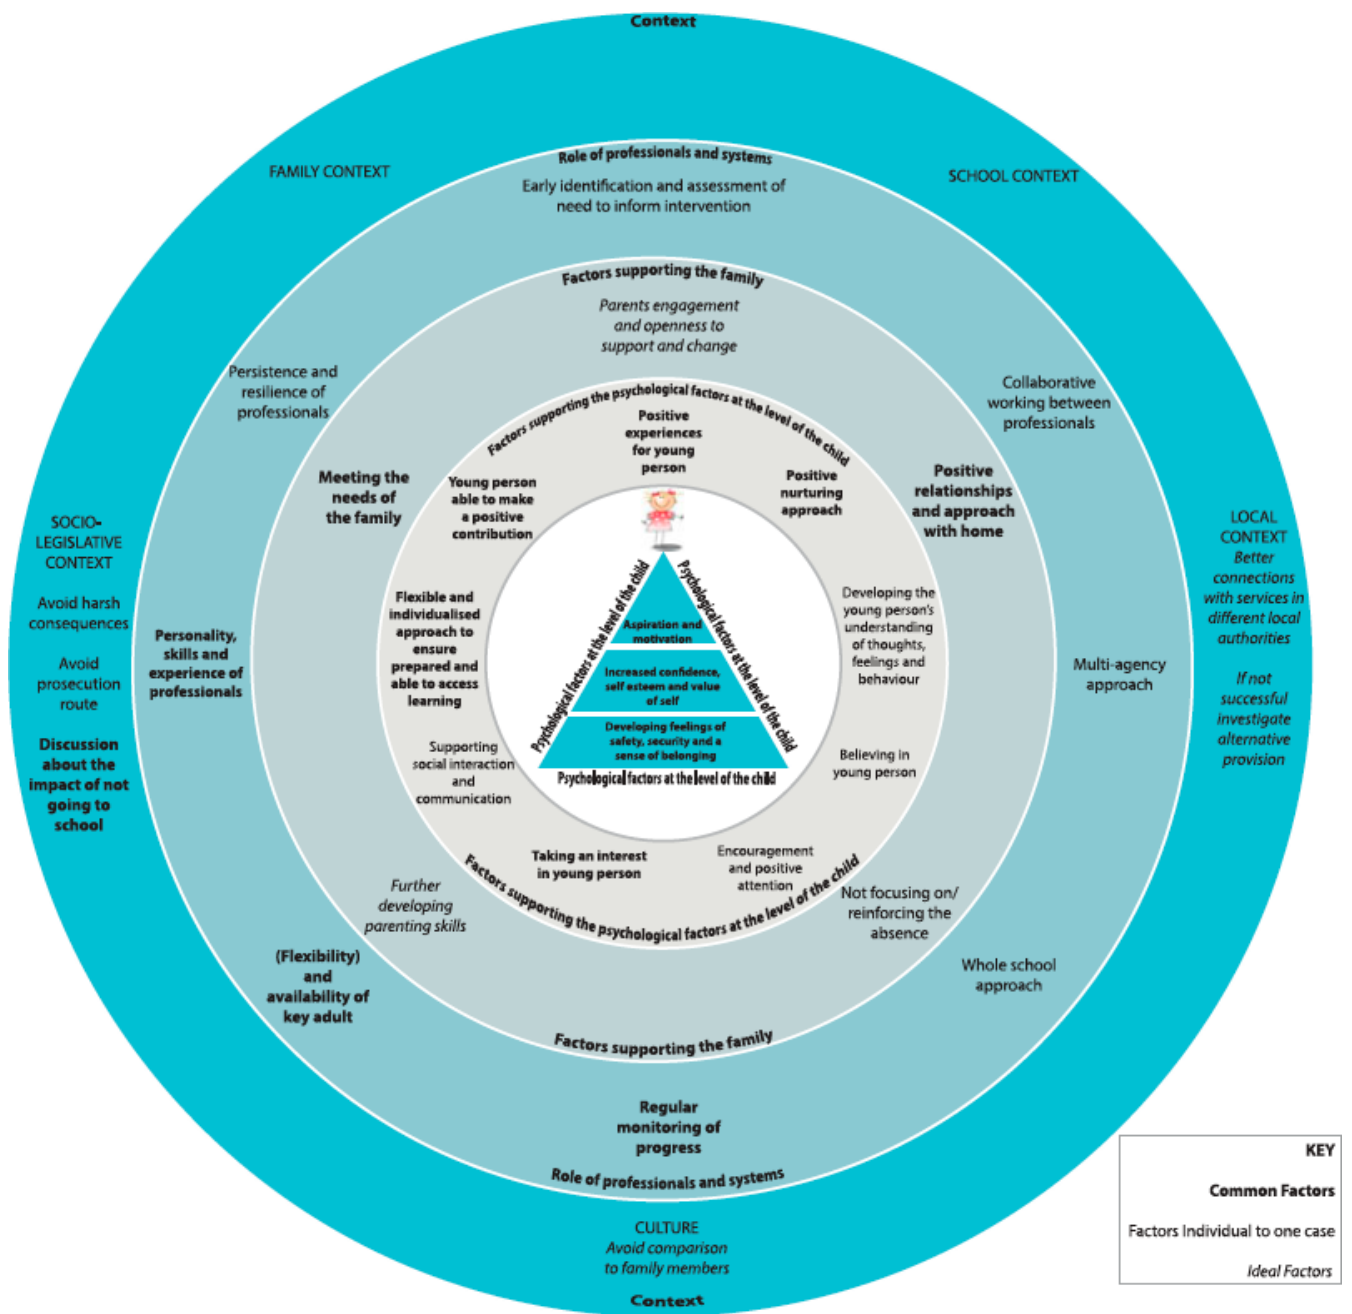 Context
FAMILY CONTEXT
SCHOOL CONTEXT
Role of professionals and systems
Early identification and assessment of
need to inform intervention
Factors supporting the family
Parents engagement
and openness to
support and change
Persistence and
resilience of
professionals
Collaborative
working between
professionals
Factors supporting the psychological factors at the level of the child
Positive
experiences
for young
person
Meeting the
needs of
the family
Young person
able to make
a positive
contribution
Positive
nurturing
approach
Positive
relationships
and approach
with home
SOCIO-
LEGISLATIVE
CONTEXT
Avoid harsh
consequences
Avoid
prosecution
route
Discussion
about the
impact of not
going to
school
LOCAL
CONTEXT
Better
connections
with services in
different local
authorities
If not
successful
investigate
alternative
provision
Personality,
skills and
experience of
professionals
Flexible and
individualised
approach to
ensure
prepared and
able to access
learning
Psychological factors at the level of the child
Psychological factors at the level of the child
Aspiration and
motivation
Increased confidence,
self esteem and value
of self
Developing feelings of
safety, security and a
sense of belonging
Psychological factors at the level of the child
Developing the
young person's
understanding
of thoughts,
feelings and
behaviour
Multi-agency
approach
Supporting
social interaction
and
communication
Believing in
young person
Taking an interest
in young person
Encouragement
and positive
attention
Factors supporting the psychological factors at the level of the child
Further
developing
parenting skills
Not focusing on/
reinforcing the
absence
(Flexibility)
and
availability of
key adult
Whole school
approach
Factors supporting the family
Regular
monitoring of
progress
Role of professionals and systems
CULTURE
Avoid comparison
to family members
Context
KEY
Common Factors
Factors Individual to one case
Ideal Factors